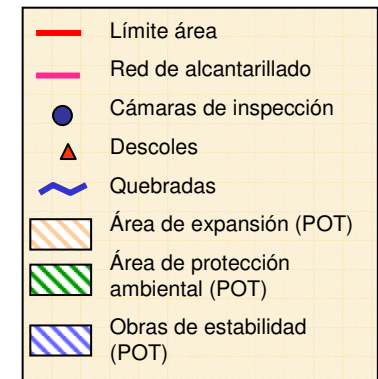 Límite área
Red de alcantarillado
Cámaras de inspección
Descoles
Quebradas
Área de expansión (POT)
Área de protección
ambiental (POT)
Obras de estabilidad
(POT)